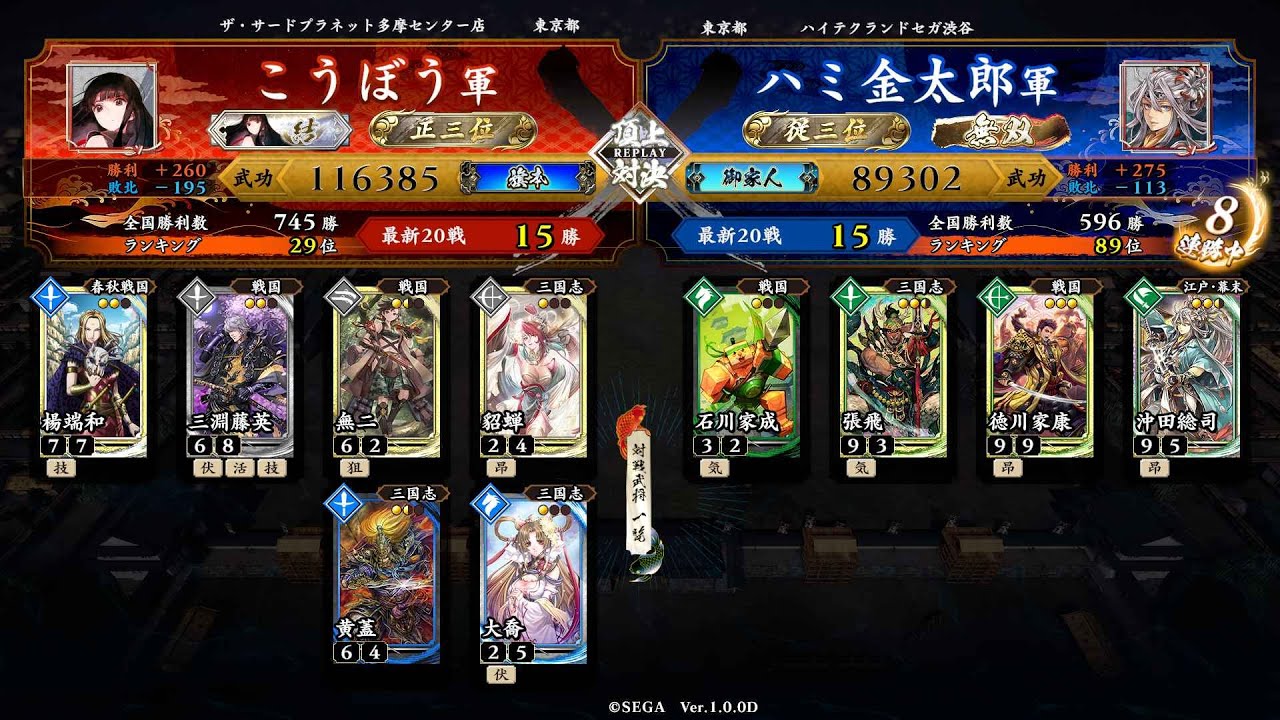 ザ・サードプラネット多摩センター店 東京都
東京都 ハイテクランドセガ渋谷
こうぼう軍
ハミ金太郎軍
結 正三位
従三位 無双
頂上
REPLAY
対決
勝利 +260
敗北 -195
武功 116385 旗本
御家人 89302 武功
勝利 +275
敗北 -113
全国勝利数 745勝
ランキング 29位
最新20戦 15勝
最新20戦 15勝
全国勝利数 596勝
ランキング 89位
8
連勝中
春秋戦国
楊端和
7 7
技
戦国
三淵藤英
6 8
伏 活 技
戦国
無二
6 2
狙
三国志
貂蝉
2 4
昂
戦国
石川家成
3 2
気
三国志
張飛
9 3
気
戦国
徳川家康
9 9
昂
江戸・幕末
沖田総司
9 5
昂
対戦武将一覧
三国志
黄蓋
6 4
三国志
大喬
2 5
伏
©SEGA Ver.1.0.0D